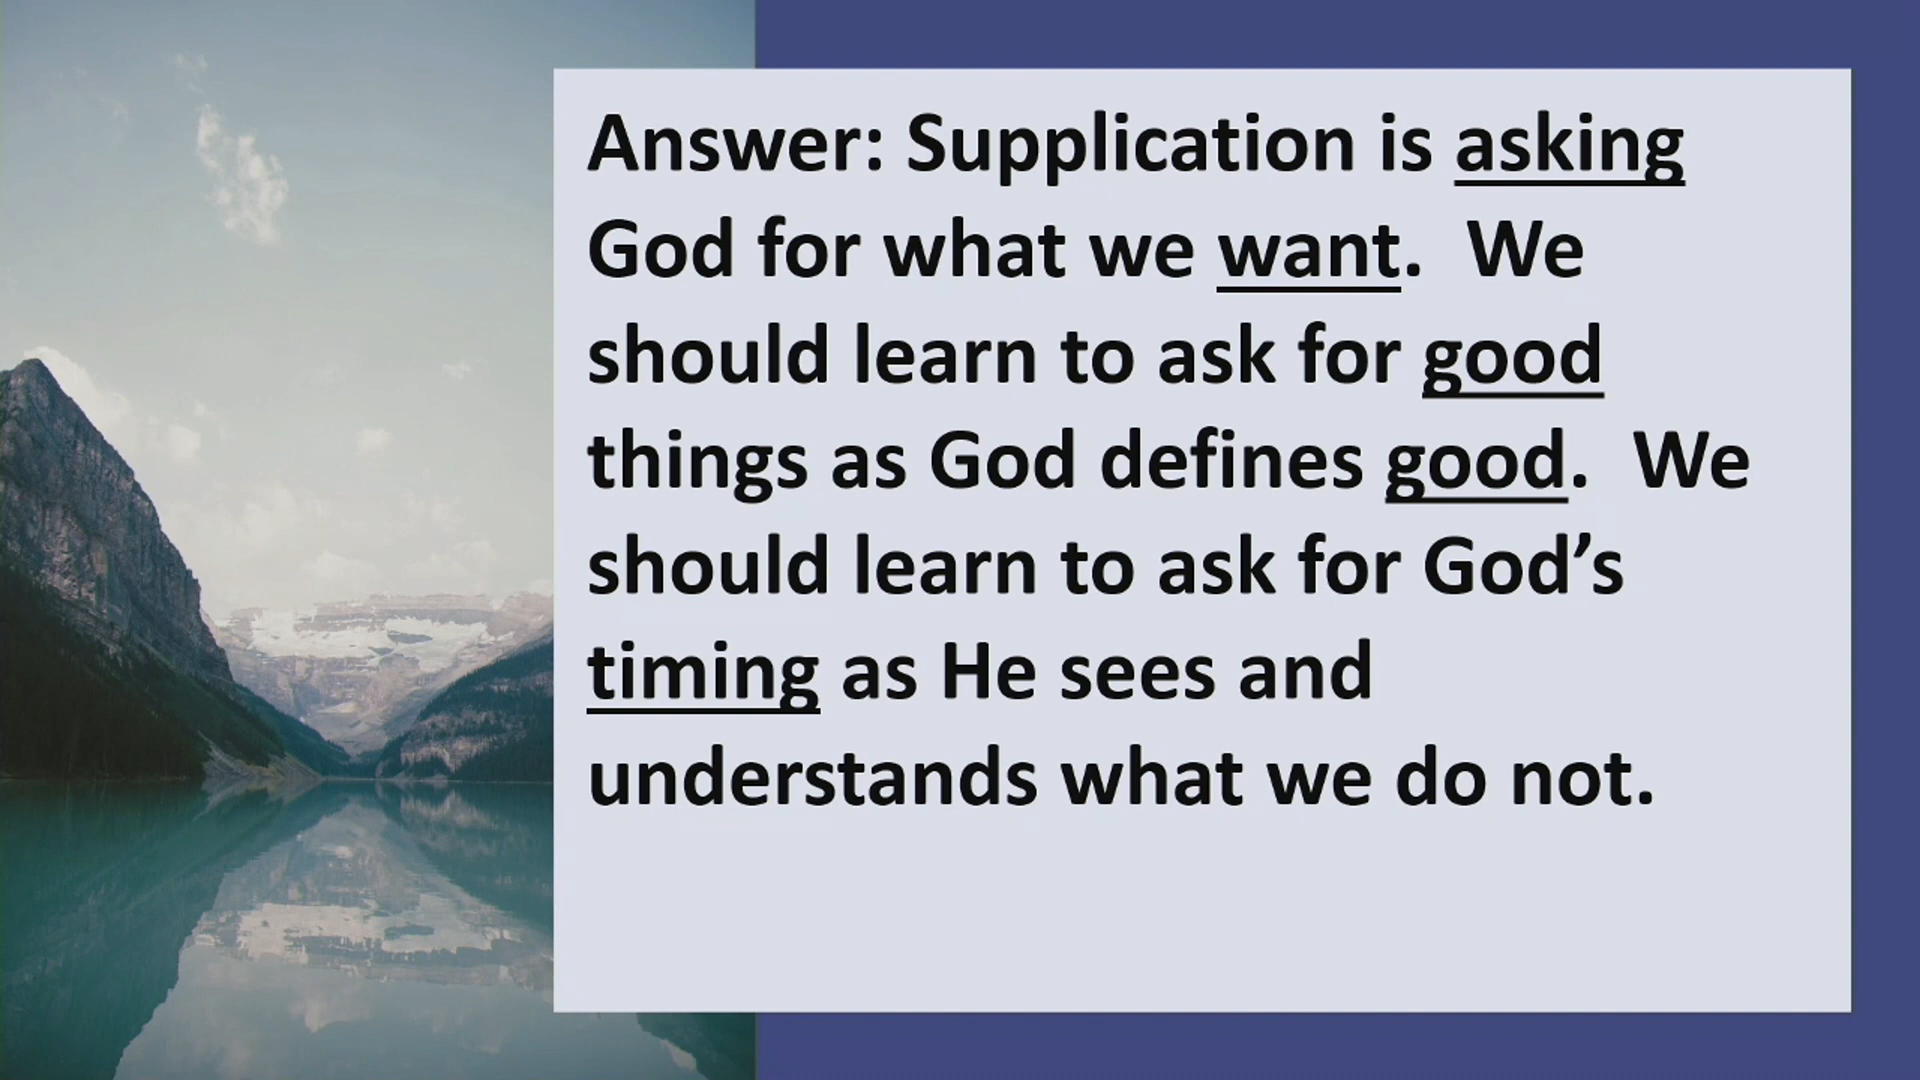 Answer: Supplication is asking
God for what we want.  We
should learn to ask for good
things as God defines good.  We
should learn to ask for God’s
timing as He sees and
understands what we do not.